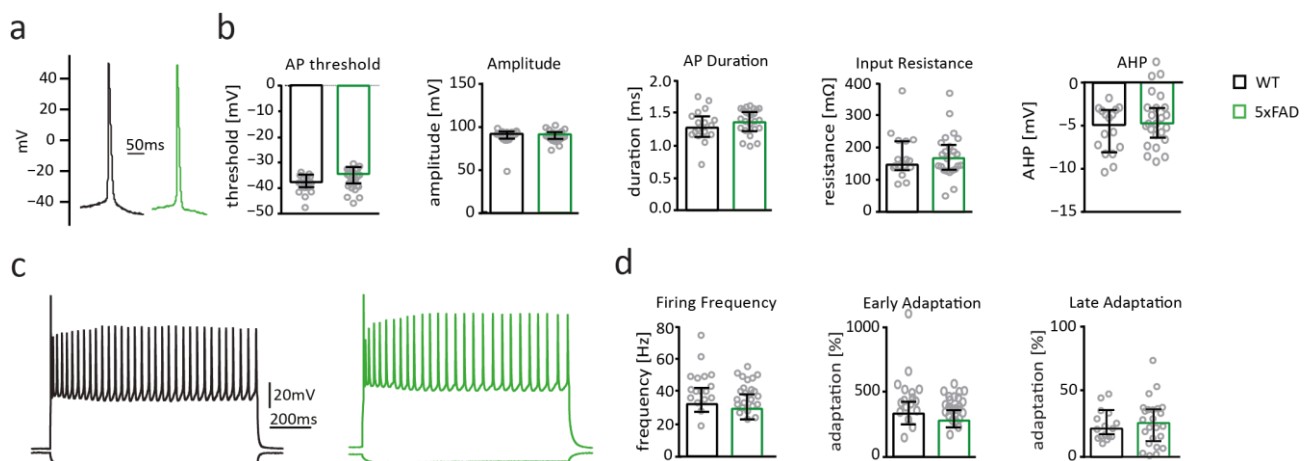 a
b
40
20
0
−20
−40
mV
50ms
AP threshold
threshold [mV]
0
−10
−20
−30
−40
−50
Amplitude
amplitude [mV]
150
100
50
0
AP Duration
duration [ms]
2.0
1.5
1.0
0.5
0.0
Input Resistance
resistance [mΩ]
400
300
200
100
0
AHP
AHP [mV]
0
−5
−10
−15
WT
5xFAD
c
20mV
200ms
d
Firing Frequency
frequency [Hz]
80
60
40
20
0
Early Adaptation
adaptation [%]
1000
500
0
Late Adaptation
adaptation [%]
100
50
0